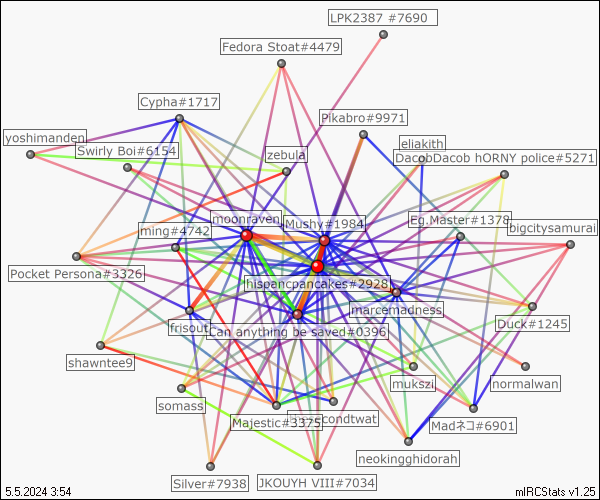 LPK2387 #7690
Fedora Stoat#4479
Cypha#1717
Pikabro#9971
yoshimanden
Swirly Boi#6154
eliakith
zebula
DacobDacob hORNY police#5271
moonraven
Mushy#1984
Eg.Master#1378
ming#4742
bigcitysamurai
Pocket Persona#3326
hispancpancakes#2928
marcemadness
frisout
Can anything be saved#0396
Duck#1245
shawntee9
mukszi
normalwan
somass
Majestic#3375
Madネコ#6901
neokingghidorah
Silver#7938
JKOUYH VIII#7034
5.5.2024 3:54
mIRCStats v1.25